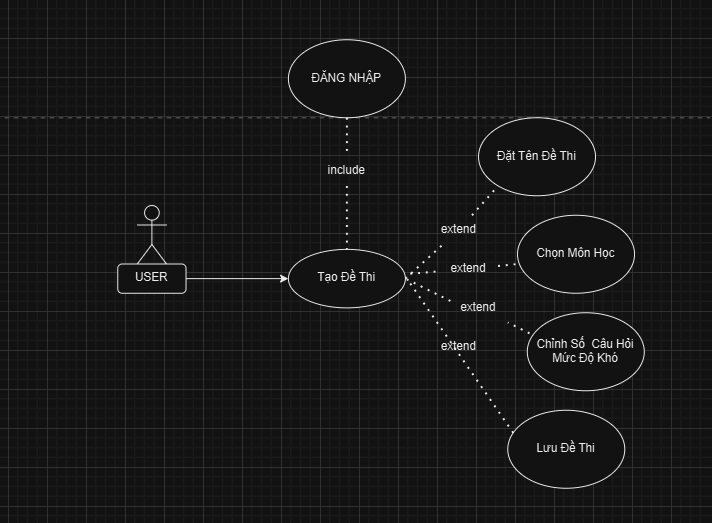 ĐĂNG NHẬP
include
Đặt Tên Đề Thi
extend
Chọn Môn Học
extend
USER
Tạo Đề Thi
extend
Chỉnh Số Câu Hỏi
Mức Độ Khó
extend
Lưu Đề Thi